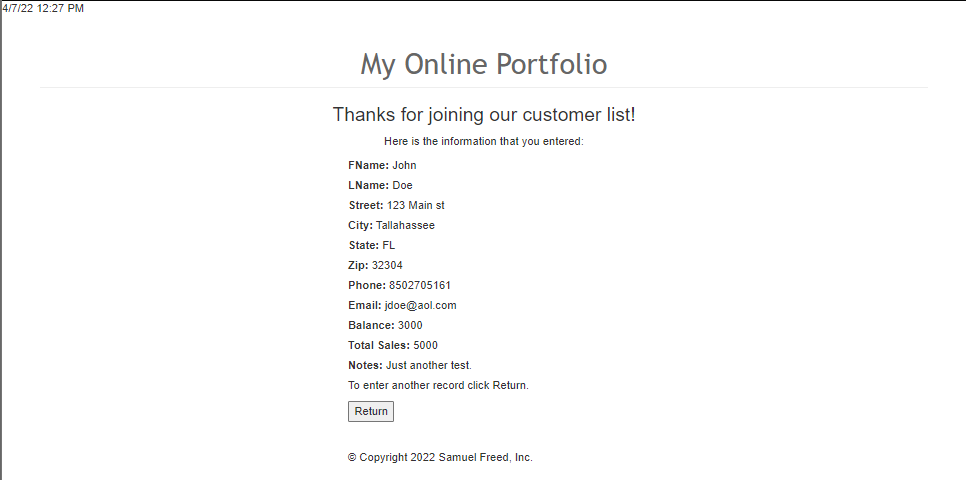 4/7/22 12:27 PM
My Online Portfolio
Thanks for joining our customer list!
Here is the information that you entered:
FName: John
LName: Doe
Street: 123 Main st
City: Tallahassee
State: FL
Zip: 32304
Phone: 8502705161
Email: jdoe@aol.com
Balance: 3000
Total Sales: 5000
Notes: Just another test.
To enter another record click Return.
Return
© Copyright 2022 Samuel Freed, Inc.